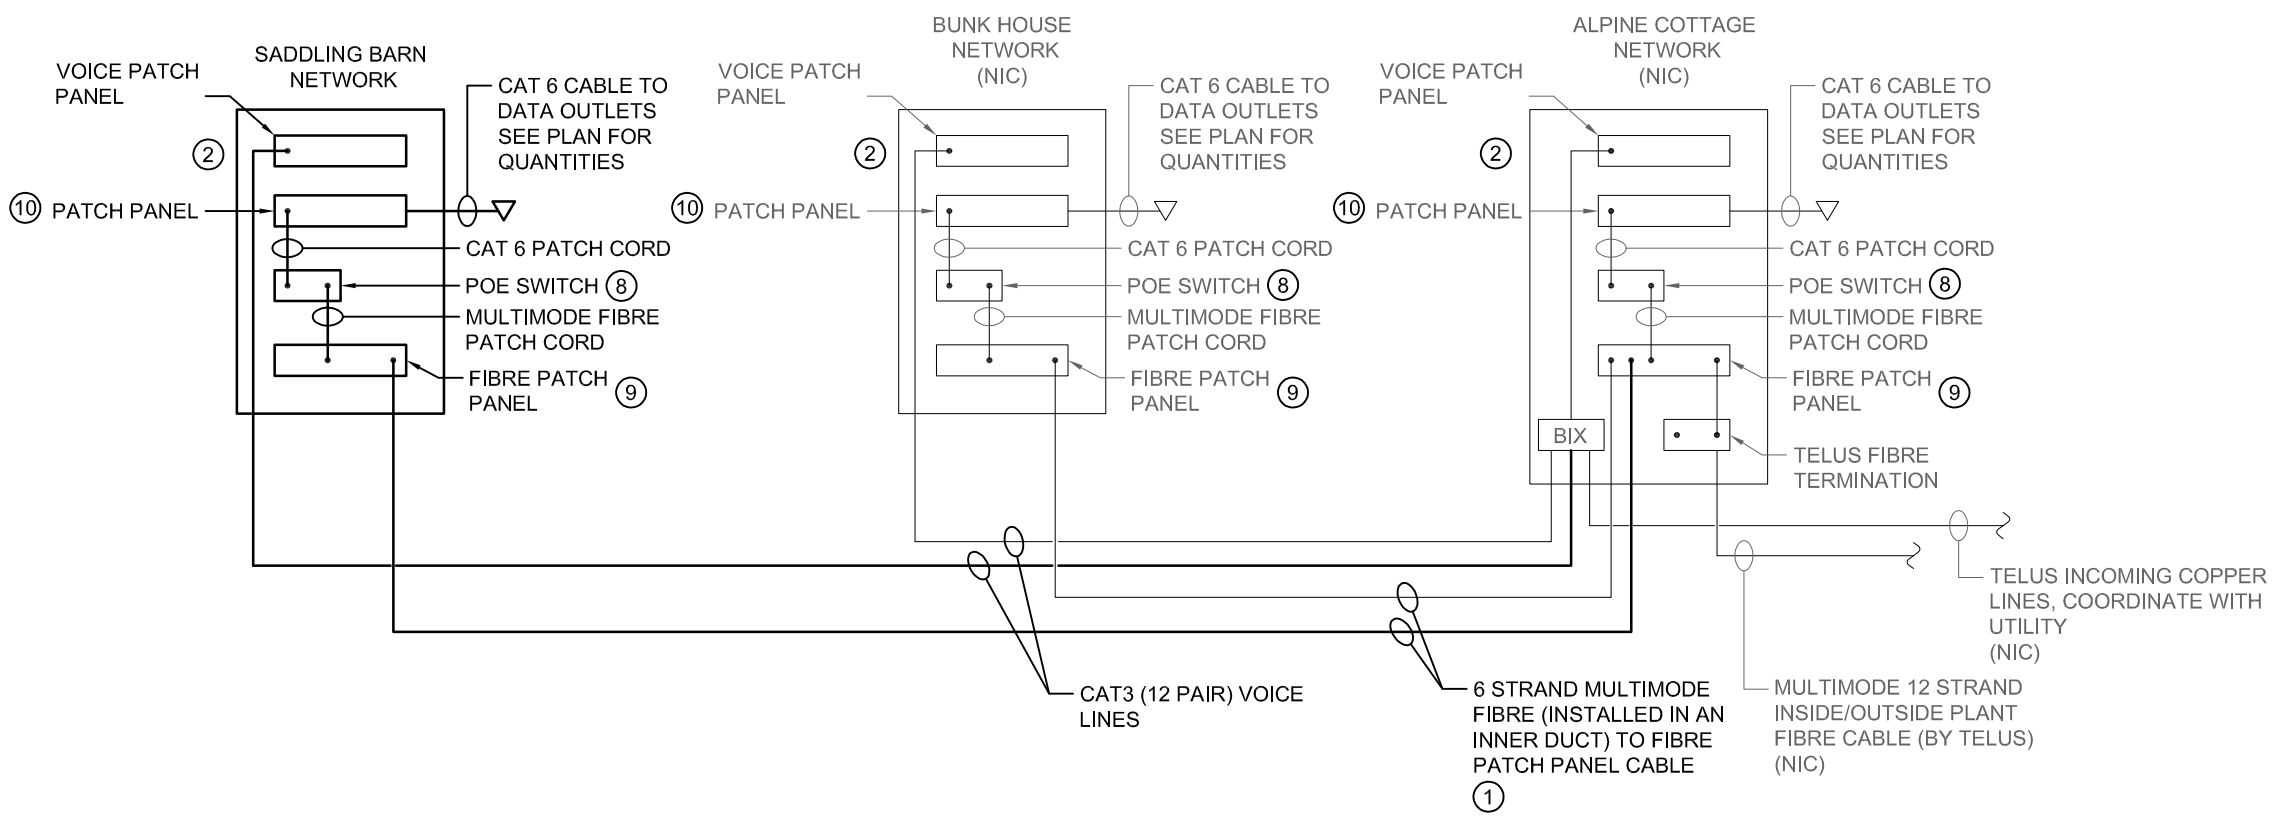 SADDLING BARN
NETWORK
VOICE PATCH
PANEL
CAT 6 CABLE TO
DATA OUTLETS
SEE PLAN FOR
QUANTITIES
2
10 PATCH PANEL
CAT 6 PATCH CORD
POE SWITCH 8
MULTIMODE FIBRE
PATCH CORD
FIBRE PATCH
PANEL 9
BUNK HOUSE
NETWORK
(NIC)
VOICE PATCH
PANEL
CAT 6 CABLE TO
DATA OUTLETS
SEE PLAN FOR
QUANTITIES
2
10 PATCH PANEL
CAT 6 PATCH CORD
POE SWITCH 8
MULTIMODE FIBRE
PATCH CORD
FIBRE PATCH
PANEL 9
ALPINE COTTAGE
NETWORK
(NIC)
VOICE PATCH
PANEL
CAT 6 CABLE TO
DATA OUTLETS
SEE PLAN FOR
QUANTITIES
2
10 PATCH PANEL
CAT 6 PATCH CORD
POE SWITCH 8
MULTIMODE FIBRE
PATCH CORD
FIBRE PATCH
PANEL 9
BIX
TELUS FIBRE
TERMINATION
TELUS INCOMING COPPER
LINES, COORDINATE WITH
UTILITY
(NIC)
CAT3 (12 PAIR) VOICE
LINES
6 STRAND MULTIMODE
FIBRE (INSTALLED IN AN
INNER DUCT) TO FIBRE
PATCH PANEL CABLE
1
MULTIMODE 12 STRAND
INSIDE/OUTSIDE PLANT
FIBRE CABLE (BY TELUS)
(NIC)